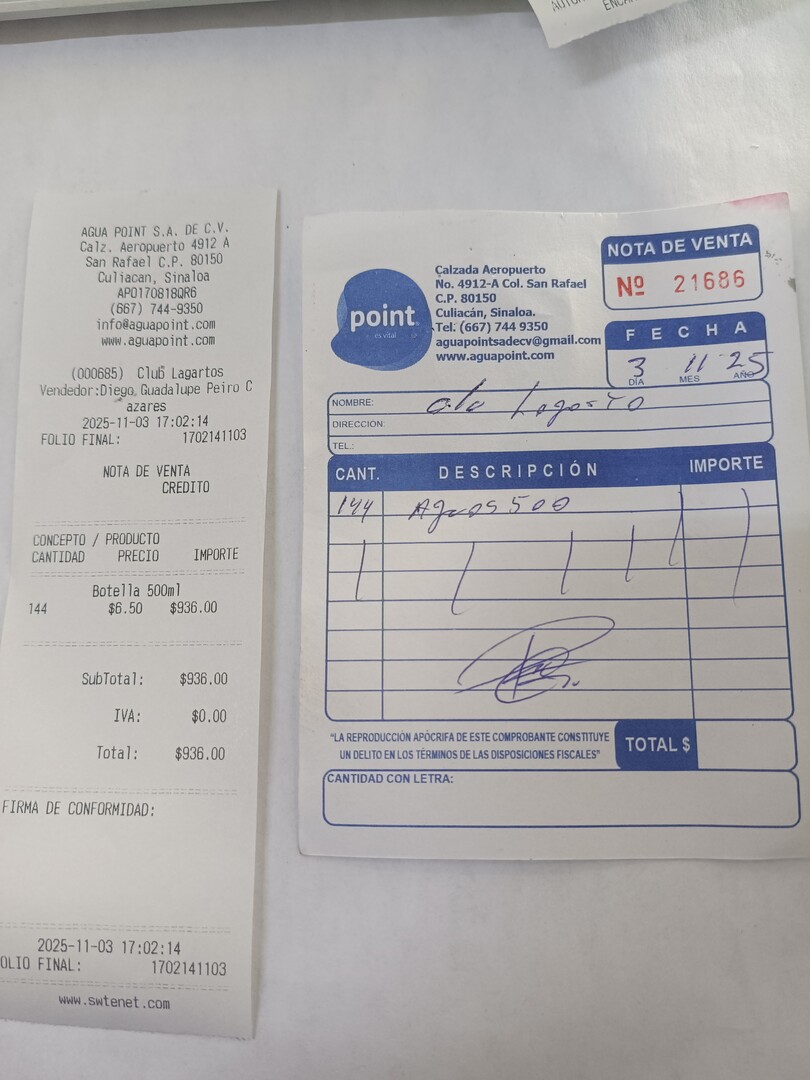 AGUA POINT S.A. DE C.V.
Calz. Aeropuerto 4912 A
San Rafael C.P. 80150
Culiacan, Sinaloa
APO170818QR6
(667) 744-9350
info@aguapoint.com
www.aguapoint.com
(000685) Club Lagartos
Vendedor:Diego Guadalupe Peiro C
azares
2025-11-03 17:02:14
FOLIO FINAL: 1702141103
NOTA DE VENTA
CREDITO
CONCEPTO / PRODUCTO
CANTIDAD PRECIO IMPORTE
Botella 500ml
144 $6.50 $936.00
SubTotal: $936.00
IVA: $0.00
Total: $936.00
FIRMA DE CONFORMIDAD:
2025-11-03 17:02:14
OLIO FINAL: 1702141103
www.swtenet.com
point
es vital
Calzada Aeropuerto
No. 4912-A Col. San Rafael
C.P. 80150
Culiacán, Sinaloa.
Tel. (667) 744 9350
aguapointsadecv@gmail.com
www.aguapoint.com
NOTA DE VENTA
Nº 21686
FECHA
3 11 25
DÍA MES AÑO
NOMBRE:
DIRECCIÓN:
TEL.:
CANT. DESCRIPCIÓN IMPORTE
144 Aguas 500
"LA REPRODUCCIÓN APÓCRIFA DE ESTE COMPROBANTE CONSTITUYE
UN DELITO EN LOS TÉRMINOS DE LAS DISPOSICIONES FISCALES"
TOTAL $
CANTIDAD CON LETRA: